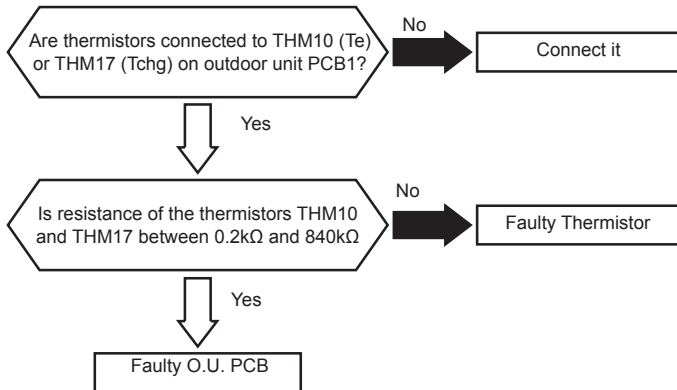 No
Are thermistors connected to THM10 (Te)
or THM17 (Tchg) on outdoor unit PCB1?
Connect it
Yes
No
Is resistance of the thermistors THM10
and THM17 between 0.2kΩ and 840kΩ
Faulty Thermistor
Yes
Faulty O.U. PCB